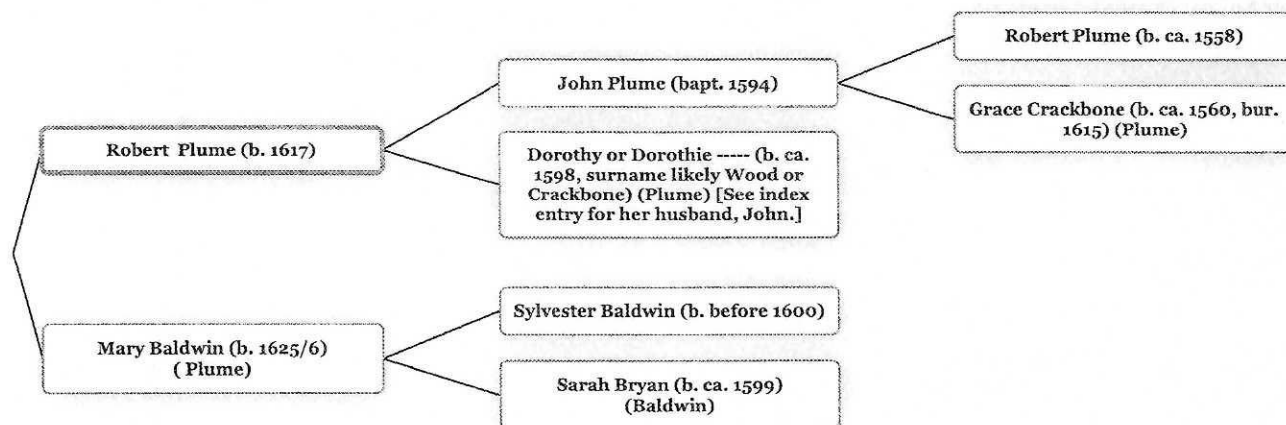 Robert Plume (b. ca. 1558)
John Plume (bapt. 1594)
Grace Crackbone (b. ca. 1560, bur.
1615) (Plume)
Robert Plume (b. 1617)
Dorothy or Dorothie ----- (b. ca.
1598, surname likely Wood or
Crackbone) (Plume) [See index
entry for her husband, John.]
Sylvester Baldwin (b. before 1600)
Mary Baldwin (b. 1625/6)
( Plume)
Sarah Bryan (b. ca. 1599)
(Baldwin)